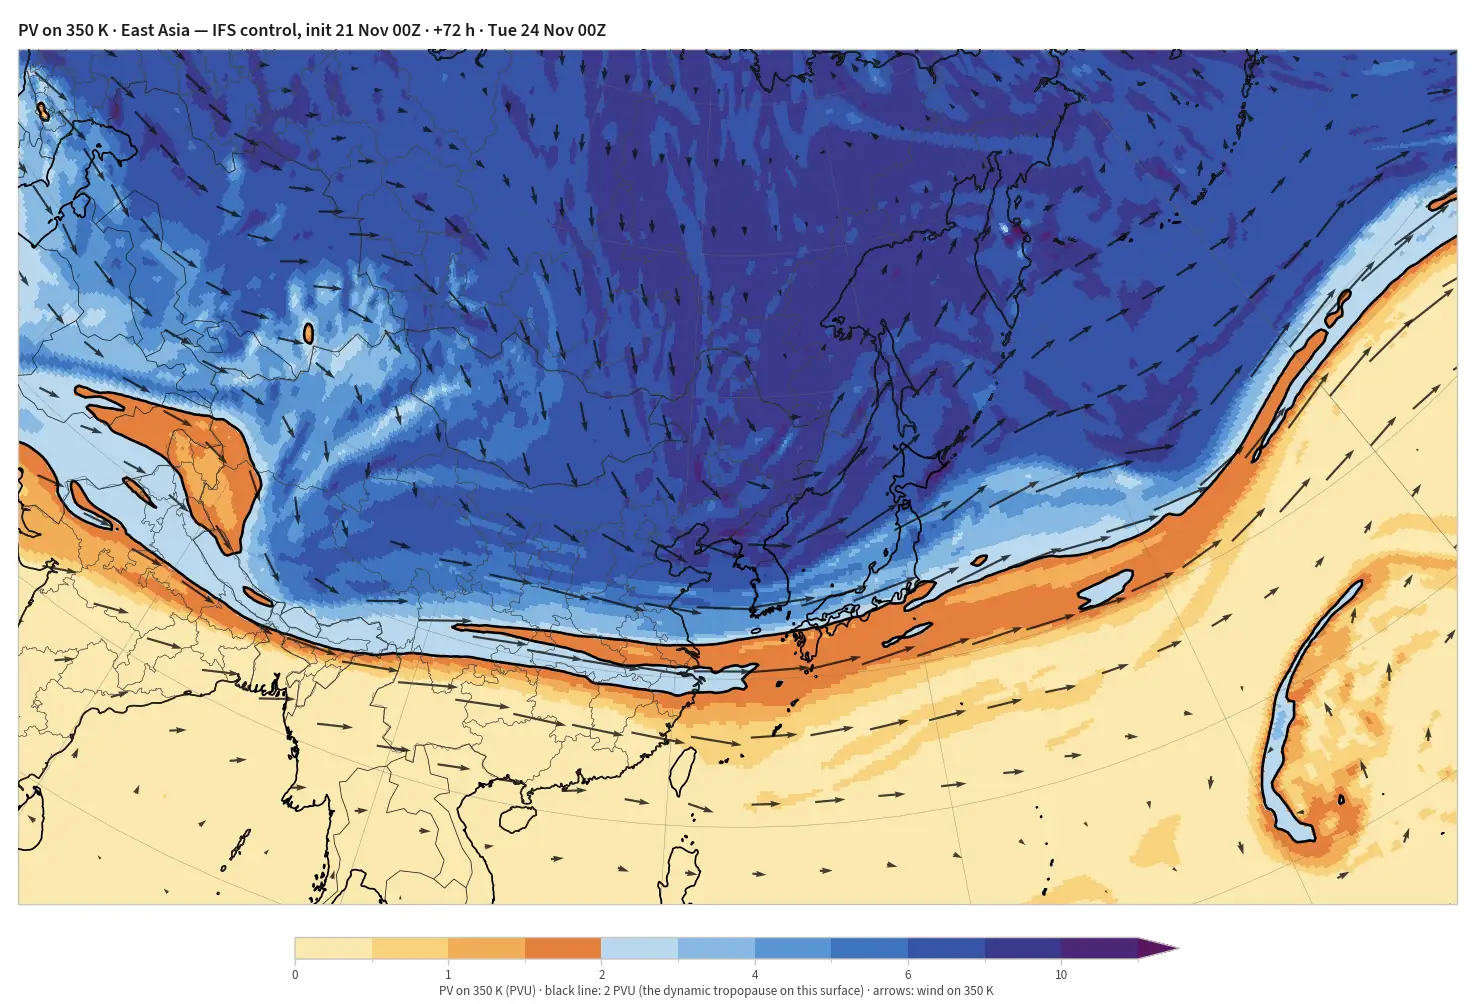 PV on 350 K · East Asia — IFS control, init 21 Nov 00Z · +72 h · Tue 24 Nov 00Z
0 1 2 4 6 10
PV on 350 K (PVU) · black line: 2 PVU (the dynamic tropopause on this surface) · arrows: wind on 350 K